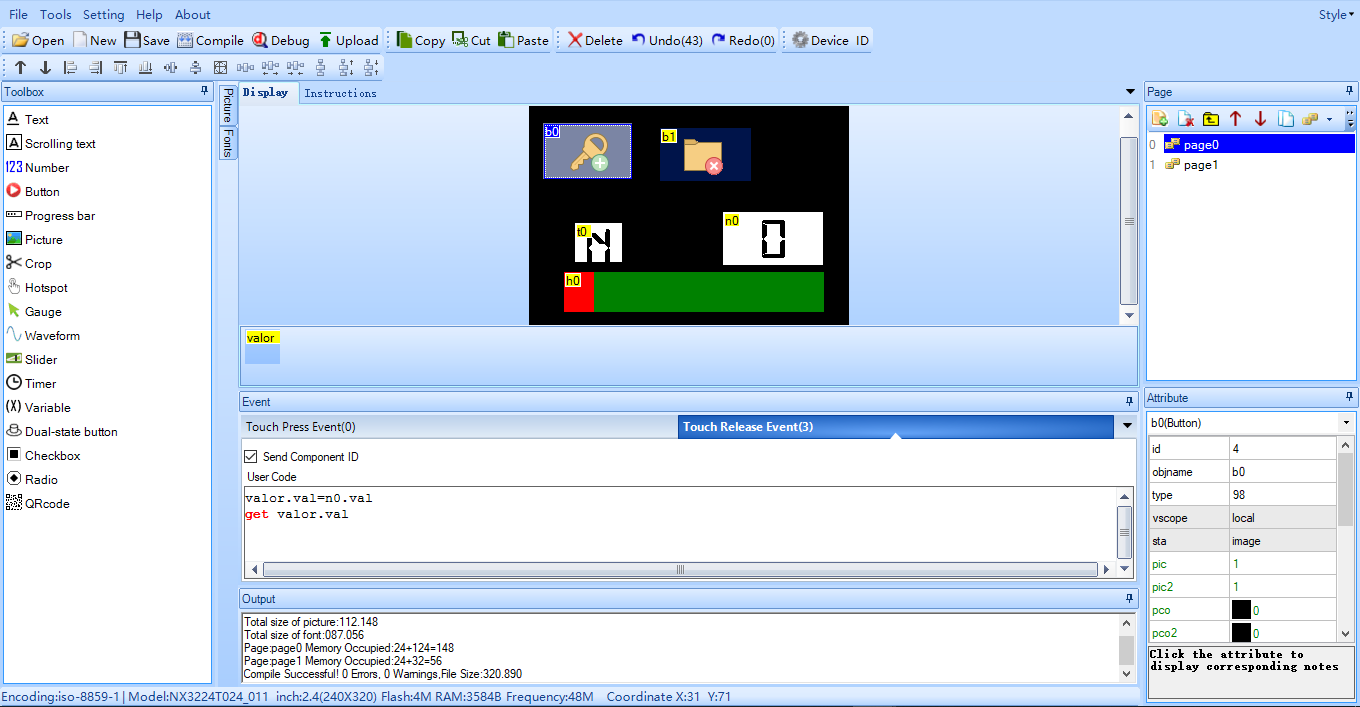 File Tools Setting Help About Style
Open New Save Compile Debug Upload Copy Cut Paste Delete Undo(43) Redo(0) Device ID
Toolbox
Text
Scrolling text
123 Number
Button
Progress bar
Picture
Crop
Hotspot
Gauge
Waveform
Slider
Timer
(X) Variable
Dual-state button
Checkbox
Radio
QRcode
Picture
Fonts
Display Instructions
b0
b1
t0 N
n0 0
h0
valor
Event
Touch Press Event(0) Touch Release Event(3)
Send Component ID
User Code
valor.val=n0.val
get valor.val
Output
Total size of picture:112.148
Total size of font:087.056
Page:page0 Memory Occupied:24+124=148
Page:page1 Memory Occupied:24+32=56
Compile Successful! 0 Errors, 0 Warnings,File Size:320.890
Page
0 page0
1 page1
Attribute
b0(Button)
id 4
objname b0
type 98
vscope local
sta image
pic 1
pic2 1
pco 0
pco2 0
Click the attribute to
display corresponding notes
Encoding:iso-8859-1 | Model:NX3224T024_011 inch:2.4(240X320) Flash:4M RAM:3584B Frequency:48M Coordinate X:31 Y:71